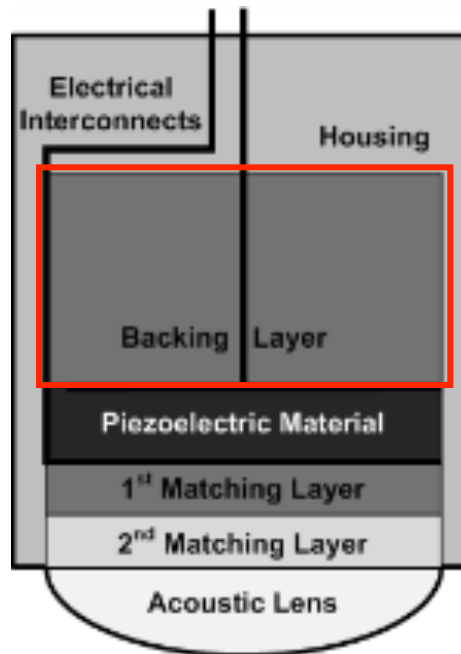 Electrical
Interconnects
Housing
Backing Layer
Piezoelectric Material
1st Matching Layer
2nd Matching Layer
Acoustic Lens